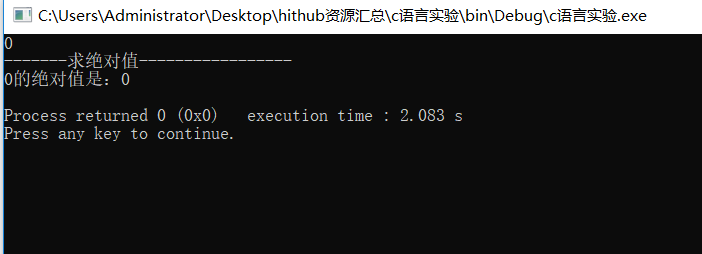 C:\Users\Administrator\Desktop\hithub资源汇总\c语言实验\bin\Debug\c语言实验.exe
0
-------求绝对值-----------------
0的绝对值是：0
Process returned 0 (0x0)   execution time : 2.083 s
Press any key to continue.